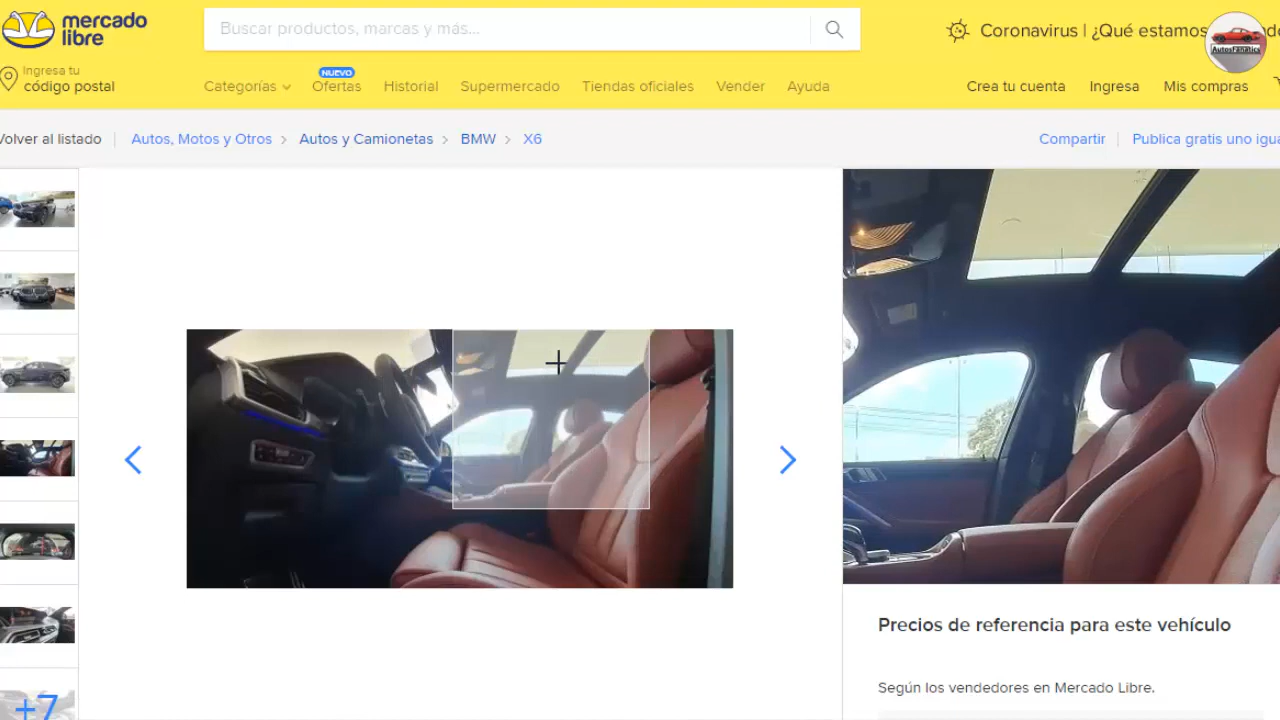 mercado
libre
Buscar productos, marcas y más...
Coronavirus | ¿Qué estamos
Ingresa tu
código postal
Categorías
NUEVO
Ofertas
Historial
Supermercado
Tiendas oficiales
Vender
Ayuda
Crea tu cuenta
Ingresa
Mis compras
Volver al listado
Autos, Motos y Otros
Autos y Camionetas
BMW
X6
Compartir
Publica gratis uno igua
+7
Precios de referencia para este vehículo
Según los vendedores en Mercado Libre.